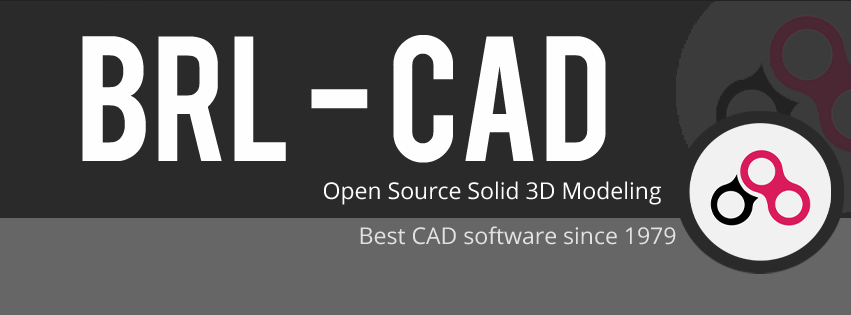 BRL-CAD
Open Source Solid 3D Modeling
Best CAD software since 1979